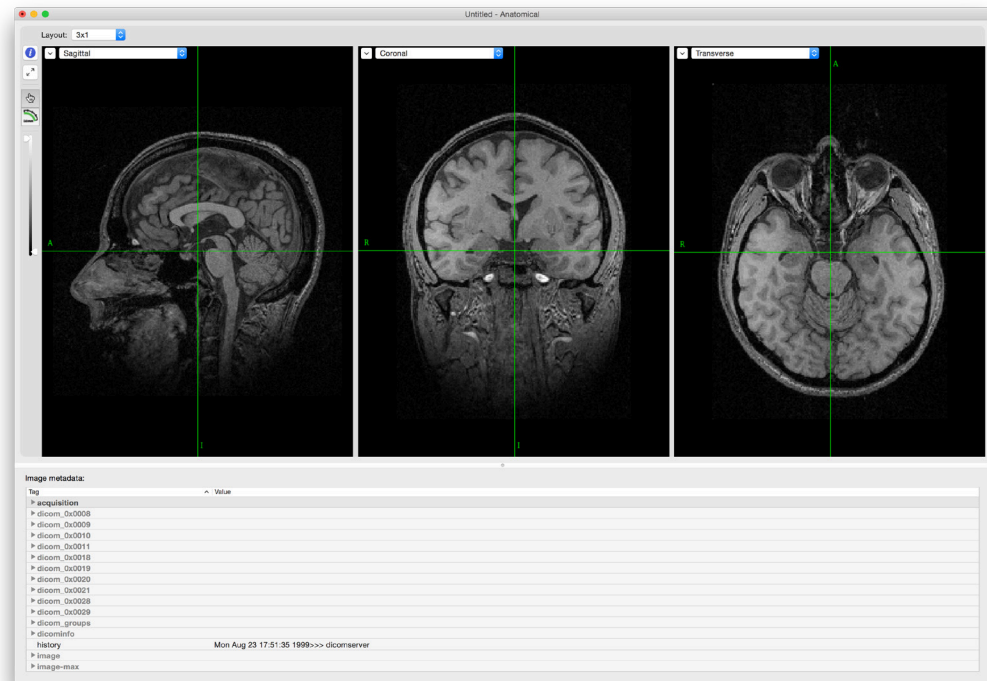 Untitled - Anatomical
Layout: 3x1
Sagittal
Coronal
Transverse
A
A
R
R
I
I
Image metadata:
Tag Value
acquisition
dicom_0x0008
dicom_0x0009
dicom_0x0010
dicom_0x0011
dicom_0x0018
dicom_0x0019
dicom_0x0020
dicom_0x0021
dicom_0x0028
dicom_0x0029
dicom_groups
dicominfo
history Mon Aug 23 17:51:35 1999>>> dicomserver
image
image-max